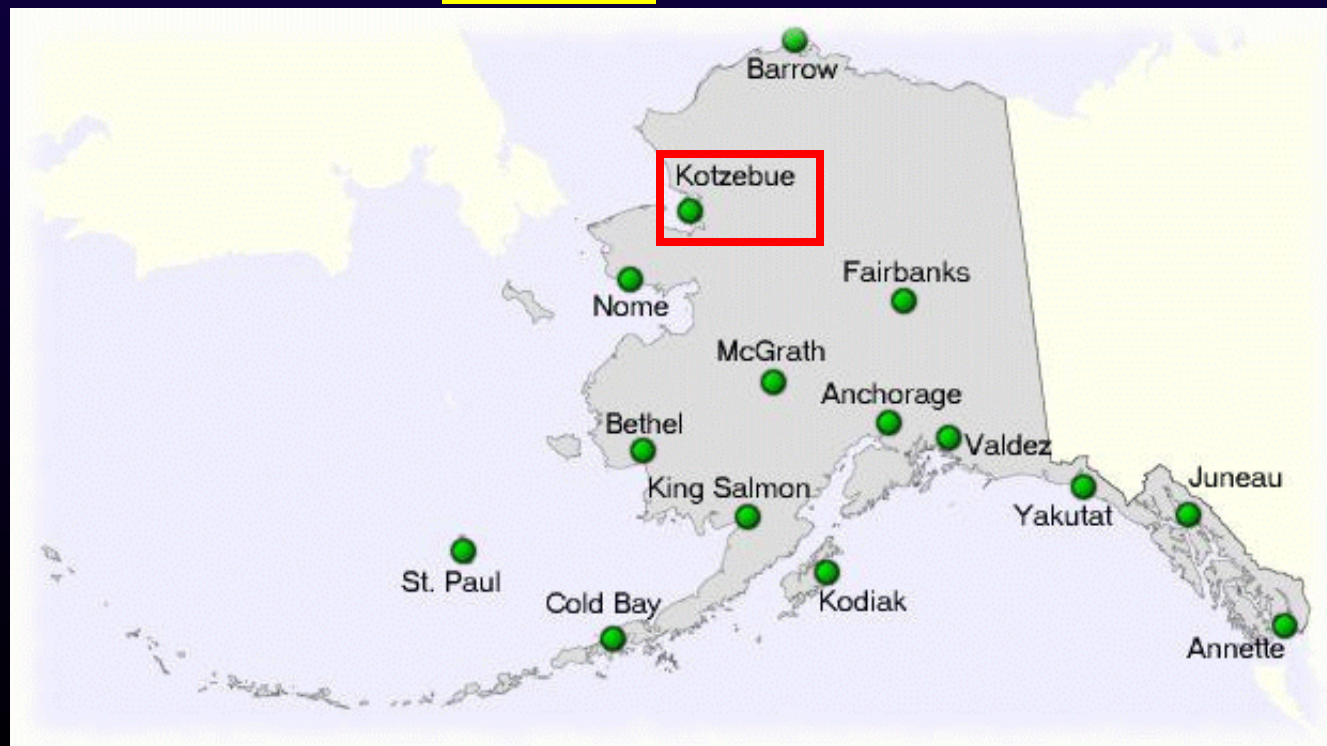 Barrow
Kotzebue
Fairbanks
Nome
McGrath
Anchorage
Bethel
Valdez
King Salmon
Juneau
Yakutat
St. Paul
Cold Bay
Kodiak
Annette